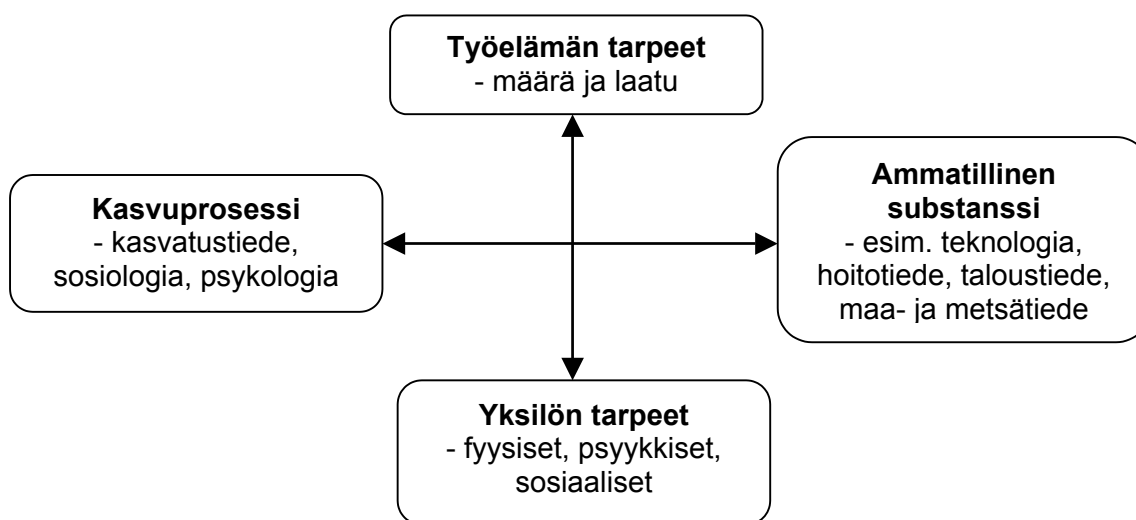 Työelämän tarpeet
- määrä ja laatu
Kasvuprosessi
- kasvatustiede,
sosiologia, psykologia
Ammatillinen
substanssi
- esim. teknologia,
hoitotiede, taloustiede,
maa- ja metsätiede
Yksilön tarpeet
- fyysiset, psyykkiset,
sosiaaliset